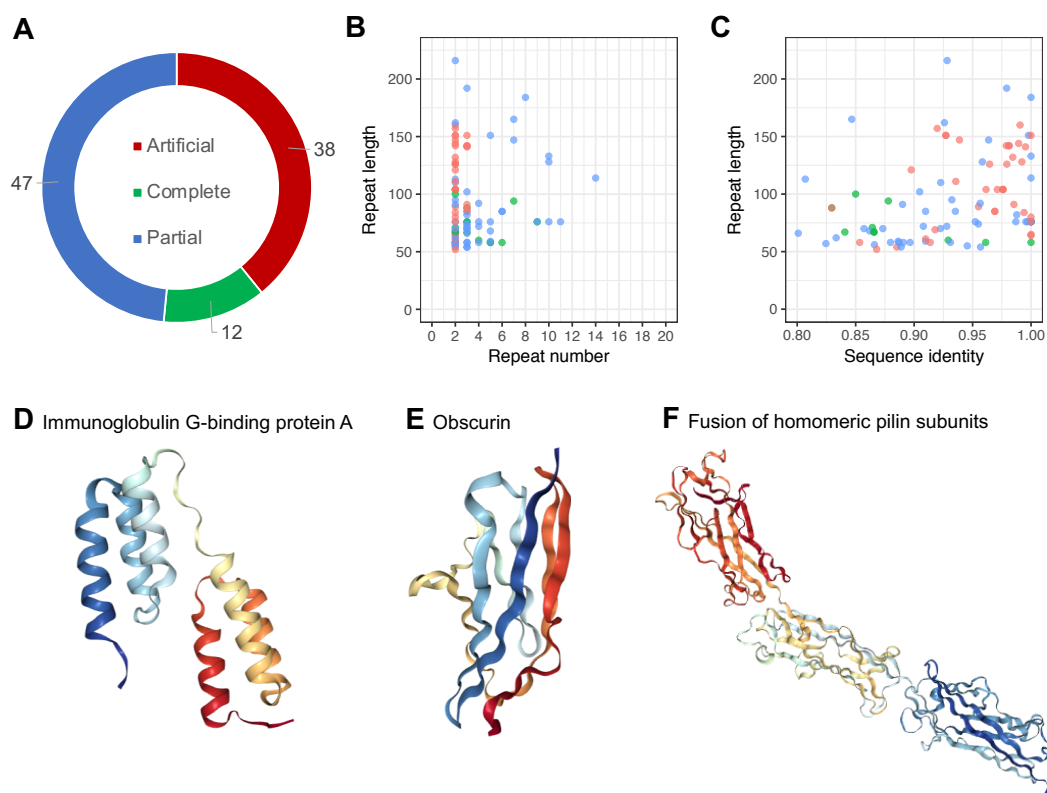 A
Artificial
Complete
Partial
38
47
12
B
Repeat length
200
150
100
50
0
0 2 4 6 8 10 12 14 16 18 20
Repeat number
C
Repeat length
200
150
100
50
0
0.80 0.85 0.90 0.95 1.00
Sequence identity
D Immunoglobulin G-binding protein A
E Obscurin
F Fusion of homomeric pilin subunits